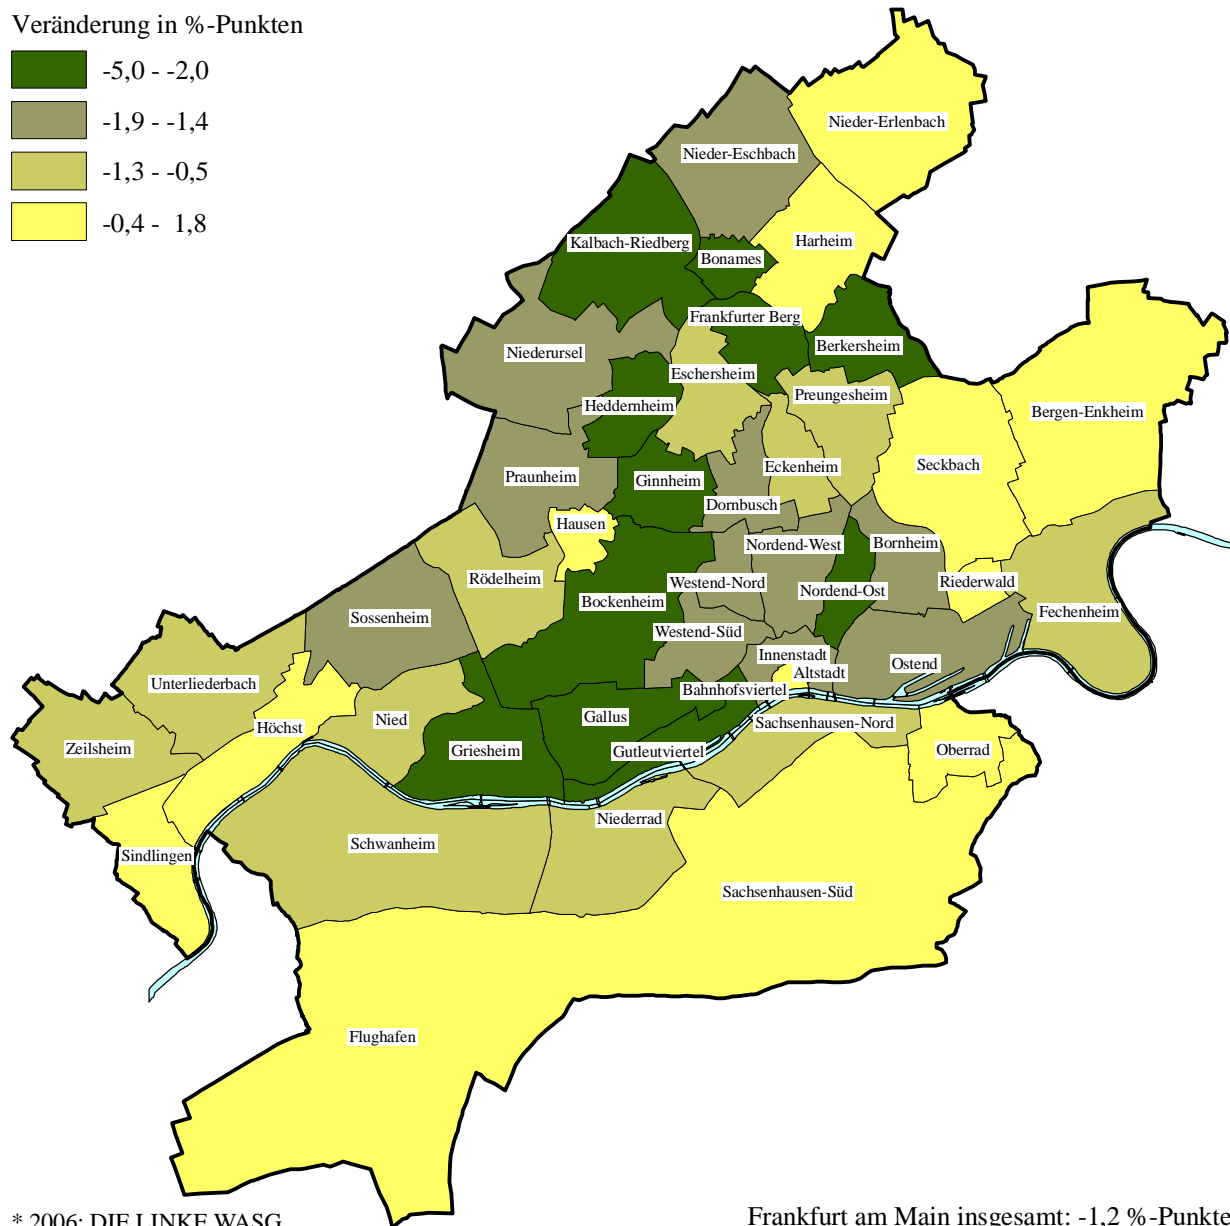 Veränderung in %-Punkten
-5,0 - -2,0
-1,9 - -1,4
-1,3 - -0,5
-0,4 - 1,8
Nieder-Erlenbach
Nieder-Eschbach
Kalbach-Riedberg
Harheim
Bonames
Frankfurter Berg
Berkersheim
Niederursel
Eschersheim
Heddernheim
Preungesheim
Bergen-Enkheim
Seckbach
Eckenheim
Praunheim
Ginnheim
Dornbusch
Hausen
Nordend-West
Bornheim
Rödelheim
Westend-Nord
Riederwald
Bockenheim
Nordend-Ost
Fechenheim
Sossenheim
Westend-Süd
Innenstadt
Ostend
Altstadt
Unterliederbach
Bahnhofsviertel
Gallus
Nied
Höchst
Sachsenhausen-Nord
Zeilsheim
Griesheim
Gutleutviertel
Oberrad
Niederrad
Schwanheim
Sindlingen
Sachsenhausen-Süd
Flughafen
* 2006: DIE LINKE.WASG
Frankfurt am Main insgesamt: -1,2 %-Punkte